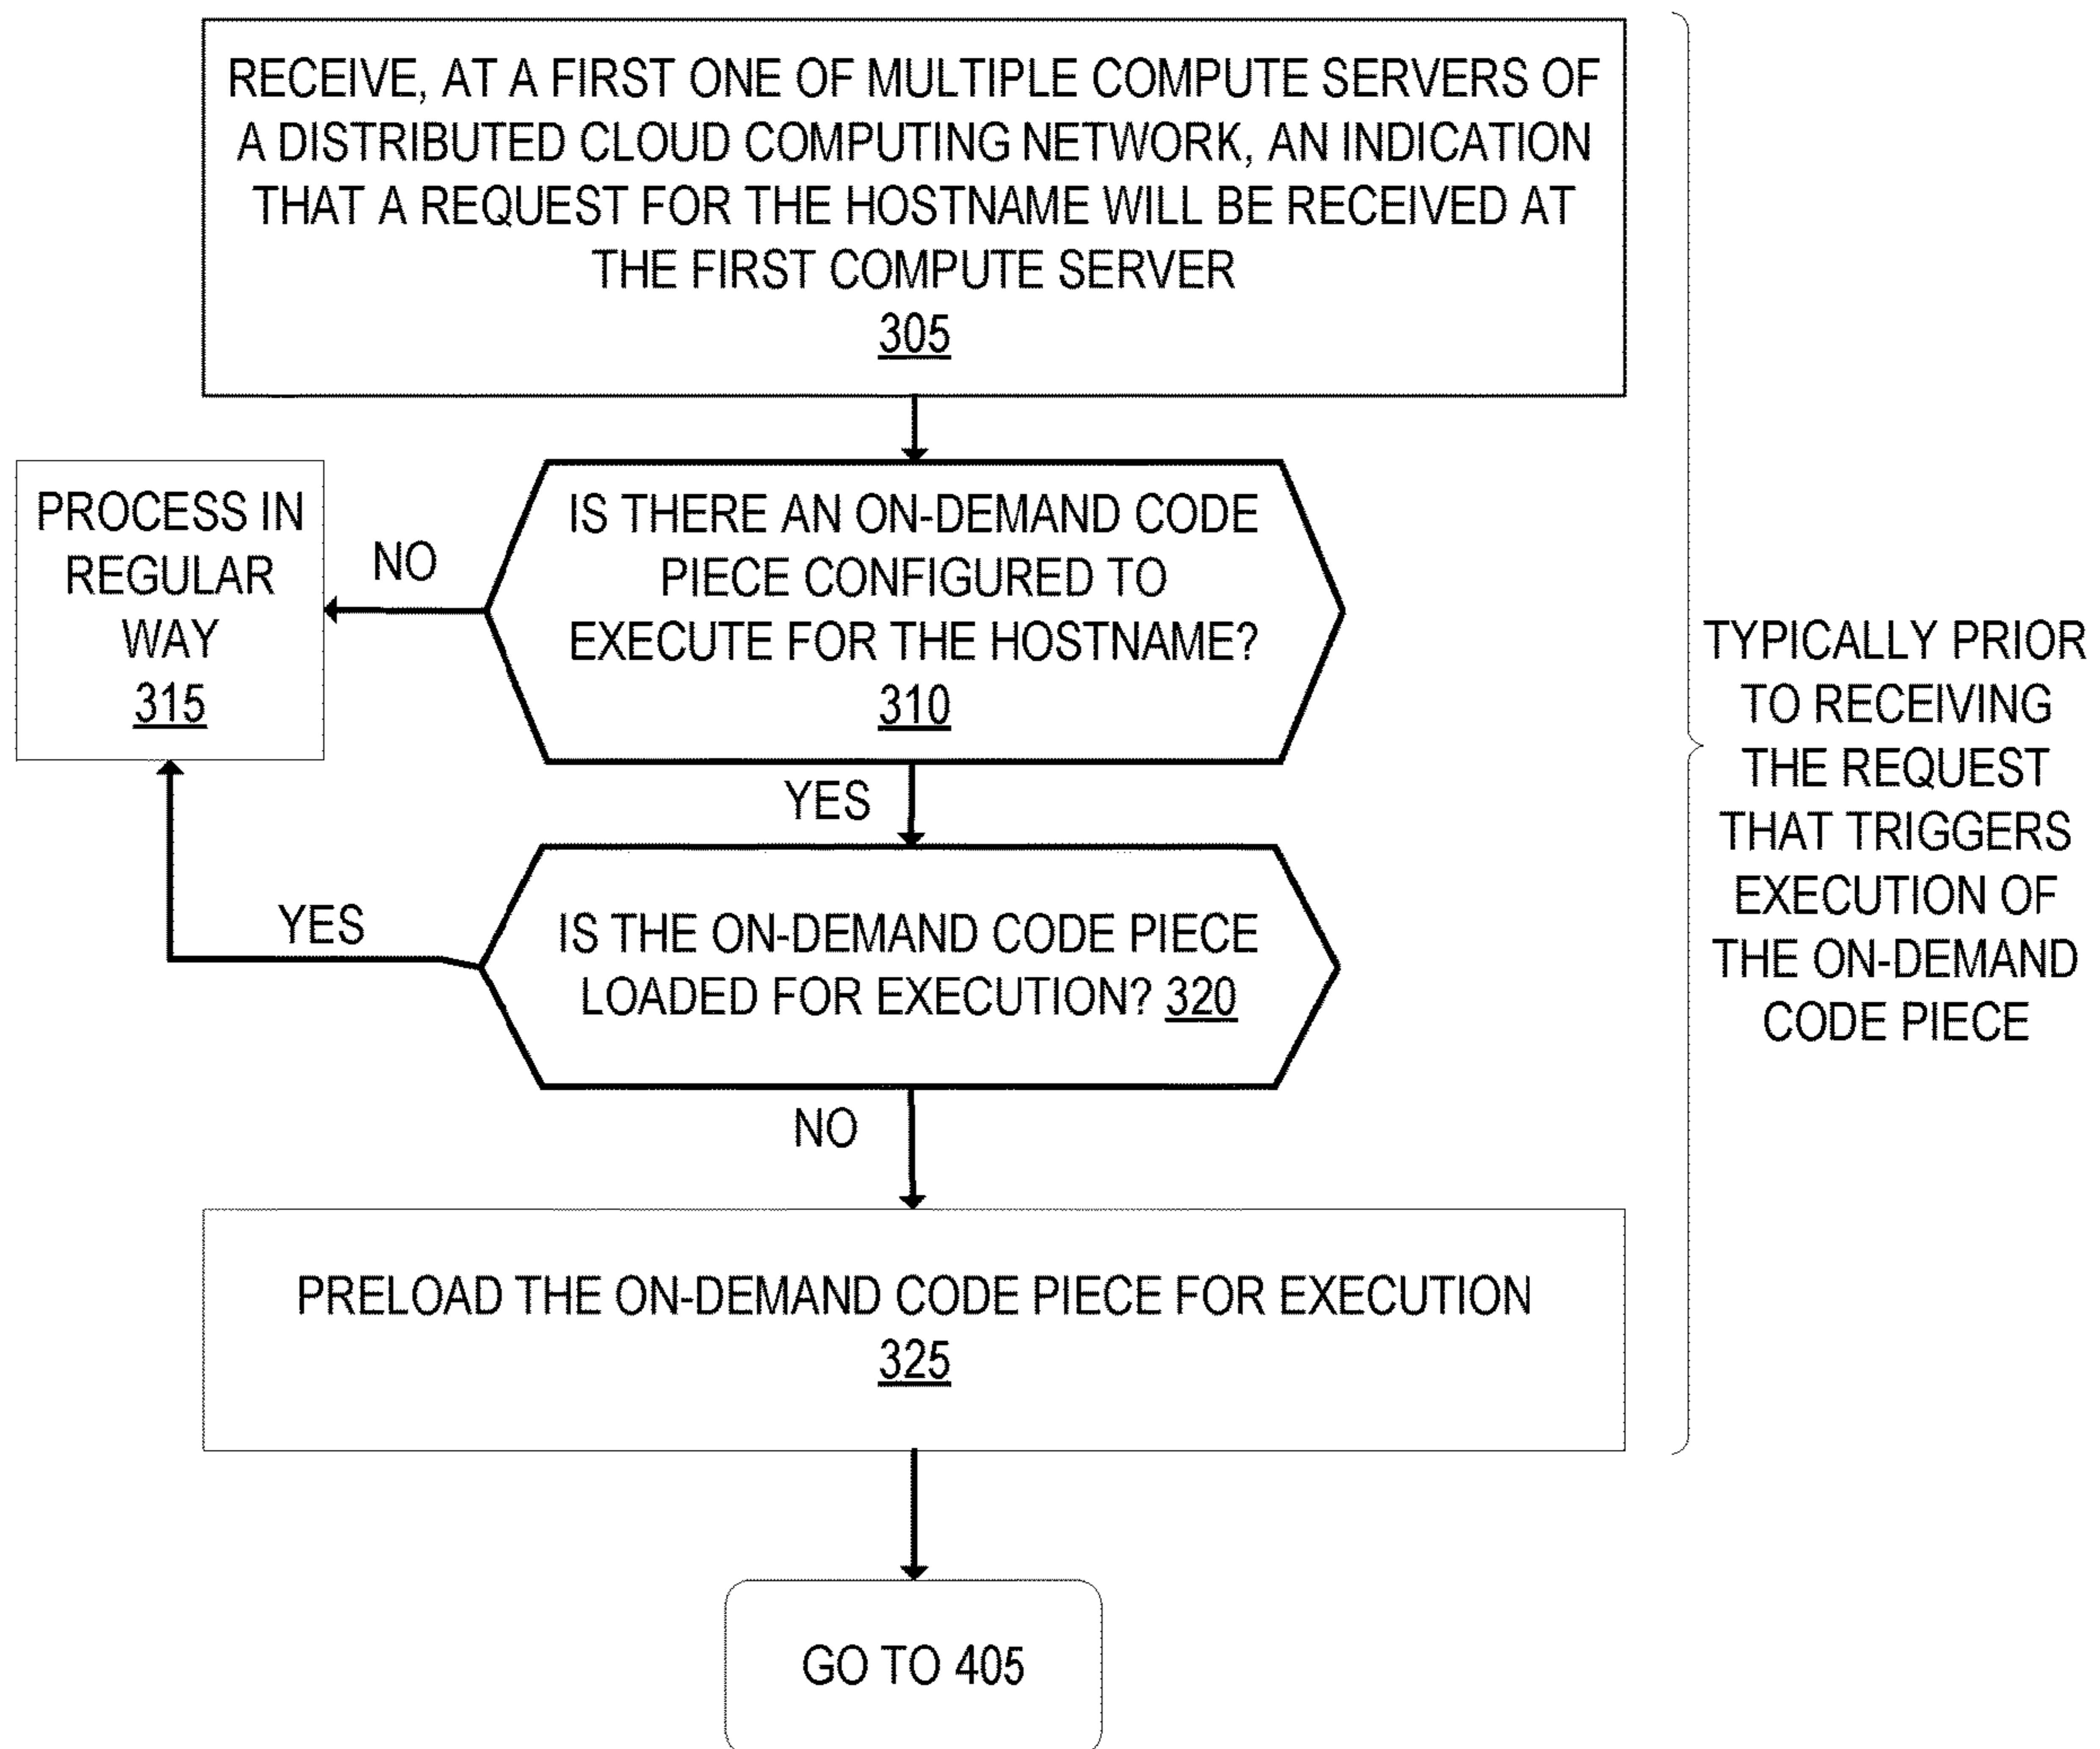 RECEIVE, AT A FIRST ONE OF MULTIPLE COMPUTE SERVERS OF
A DISTRIBUTED CLOUD COMPUTING NETWORK, AN INDICATION
THAT A REQUEST FOR THE HOSTNAME WILL BE RECEIVED AT
THE FIRST COMPUTE SERVER
305
PROCESS IN
REGULAR
WAY
315
NO
IS THERE AN ON-DEMAND CODE
PIECE CONFIGURED TO
EXECUTE FOR THE HOSTNAME?
310
YES
YES
IS THE ON-DEMAND CODE PIECE
LOADED FOR EXECUTION? 320
NO
PRELOAD THE ON-DEMAND CODE PIECE FOR EXECUTION
325
GO TO 405
TYPICALLY PRIOR
TO RECEIVING
THE REQUEST
THAT TRIGGERS
EXECUTION OF
THE ON-DEMAND
CODE PIECE